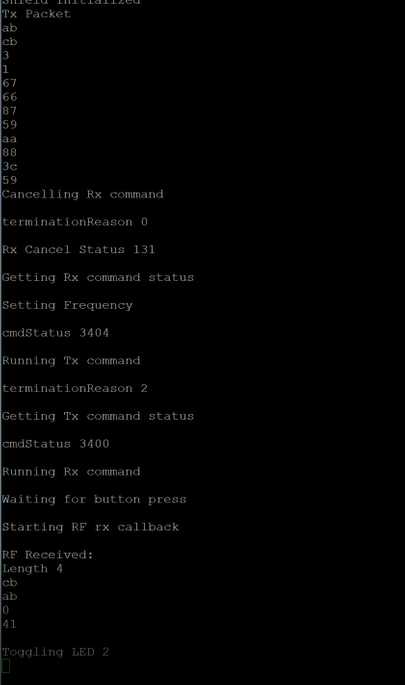 Shield Initialized
Tx Packet
ab
cb
3
1
67
66
87
59
aa
88
3c
59
Cancelling Rx command
terminationReason 0
Rx Cancel Status 131
Getting Rx command status
Setting Frequency
cmdStatus 3404
Running Tx command
terminationReason 2
Getting Tx command status
cmdStatus 3400
Running Rx command
Waiting for button press
Starting RF rx callback
RF Received:
Length 4
cb
ab
0
41
Toggling LED 2